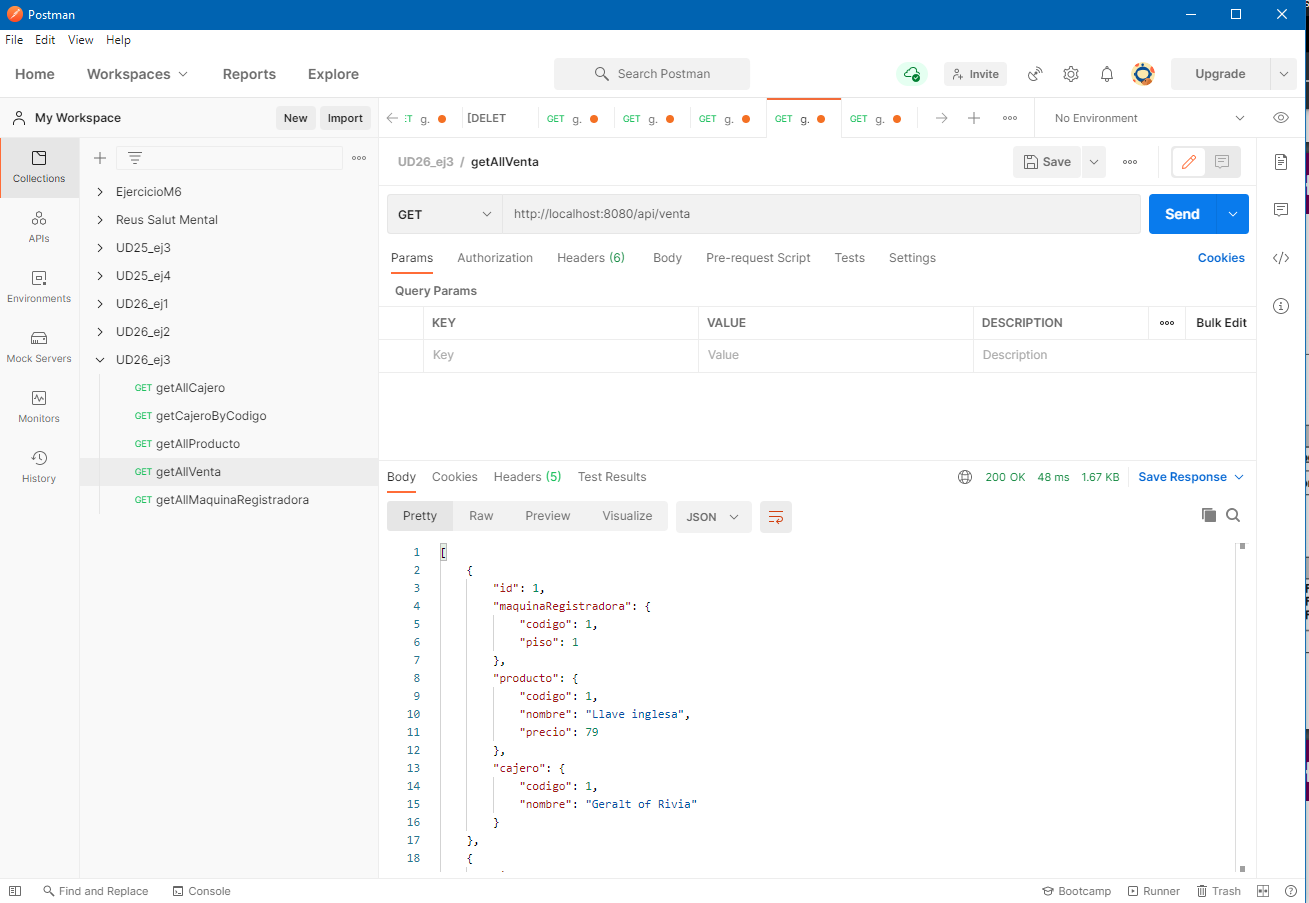 Postman
File Edit View Help
Home Workspaces Reports Explore Search Postman Invite Upgrade
My Workspace New Import
GET g. [DELET GET g. GET g. GET g. GET g. GET g. No Environment
Collections
APIs
Environments
Mock Servers
Monitors
History
EjercicioM6
Reus Salut Mental
UD25_ej3
UD25_ej4
UD26_ej1
UD26_ej2
UD26_ej3
GET getAllCajero
GET getCajeroByCodigo
GET getAllProducto
GET getAllVenta
GET getAllMaquinaRegistradora
UD26_ej3 / getAllVenta Save
GET http://localhost:8080/api/venta Send
Params Authorization Headers (6) Body Pre-request Script Tests Settings Cookies
Query Params
KEY VALUE DESCRIPTION Bulk Edit
Key Value Description
Body Cookies Headers (5) Test Results 200 OK 48 ms 1.67 KB Save Response
Pretty Raw Preview Visualize JSON
1 [
2 {
3 "id": 1,
4 "maquinaRegistradora": {
5 "codigo": 1,
6 "piso": 1
7 },
8 "producto": {
9 "codigo": 1,
10 "nombre": "Llave inglesa",
11 "precio": 79
12 },
13 "cajero": {
14 "codigo": 1,
15 "nombre": "Geralt of Rivia"
16 }
17 },
18 {
Find and Replace Console Bootcamp Runner Trash